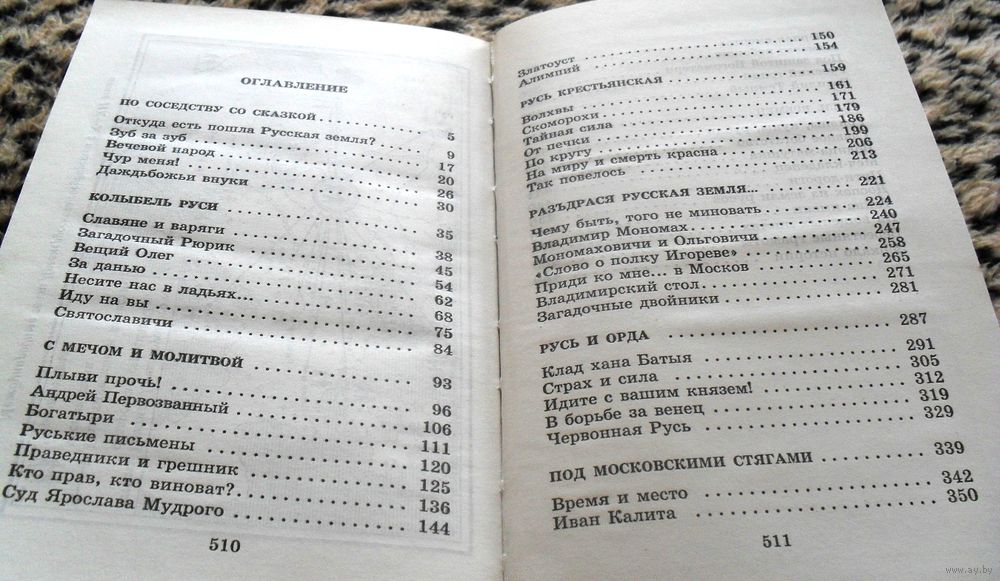 ОГЛАВЛЕНИЕ
ПО СОСЕДСТВУ СО СКАЗКОЙ 5
Откуда есть пошла Русская земля? 9
Зуб за зуб 17
Вечевой народ 20
Чур меня! 26
Даждьбожьи внуки 30
КОЛЫБЕЛЬ РУСИ 35
Славяне и варяги 38
Загадочный Рюрик 45
Вещий Олег 54
За данью 62
Несите нас в ладьях... 68
Иду на вы 75
Святославичи 84
С МЕЧОМ И МОЛИТВОЙ 93
Плыви прочь! 96
Андрей Первозванный 106
Богатыри 111
Руськие письмены 120
Праведники и грешник 125
Кто прав, кто виноват? 136
Суд Ярослава Мудрого 144
510
Златоуст 150
Алимпий 154
РУСЬ КРЕСТЬЯНСКАЯ 159
Волхвы 161
Скоморохи 171
Тайная сила 179
От печки 186
По кругу 199
На миру и смерть красна 206
Так повелось 213
РАЗЪДРАСЯ РУССКАЯ ЗЕМЛЯ... 221
Чему быть, того не миновать 224
Владимир Мономах 240
Мономаховичи и Ольговичи 247
«Слово о полку Игореве» 258
Приди ко мне... в Москов 265
Владимирский стол 271
Загадочные двойники 281
РУСЬ И ОРДА 287
Клад хана Батыя 291
Страх и сила 305
Идите с вашим князем! 312
В борьбе за венец 319
Червонная Русь 329
ПОД МОСКОВСКИМИ СТЯГАМИ 339
Время и место 342
Иван Калита 350
511
www.ay.by